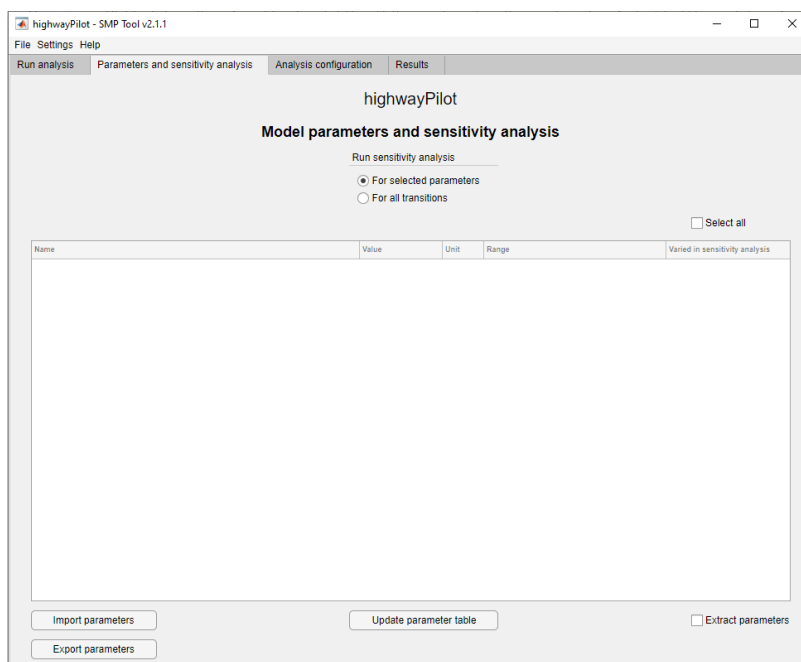 highwayPilot - SMP Tool v2.1.1
File Settings Help
Run analysis Parameters and sensitivity analysis Analysis configuration Results
highwayPilot
Model parameters and sensitivity analysis
Run sensitivity analysis
For selected parameters
For all transitions
Select all
Name Value Unit Range Varied in sensitivity analysis
Import parameters Update parameter table Extract parameters
Export parameters